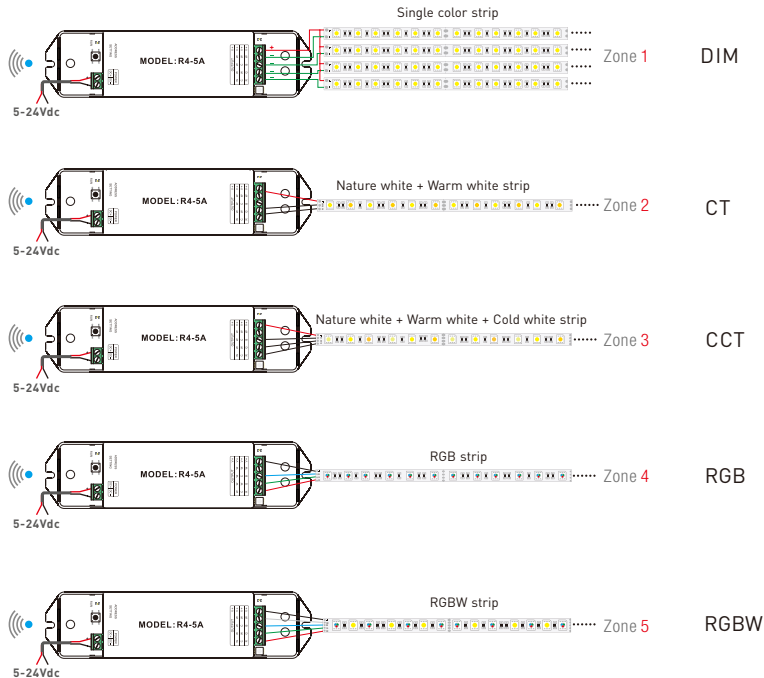 Single color strip
MODEL: R4-5A
Zone 1
DIM
5-24Vdc
Nature white + Warm white strip
MODEL: R4-5A
Zone 2
CT
5-24Vdc
Nature white + Warm white + Cold white strip
MODEL: R4-5A
Zone 3
CCT
5-24Vdc
RGB strip
MODEL: R4-5A
Zone 4
RGB
5-24Vdc
RGBW strip
MODEL: R4-5A
Zone 5
RGBW
5-24Vdc